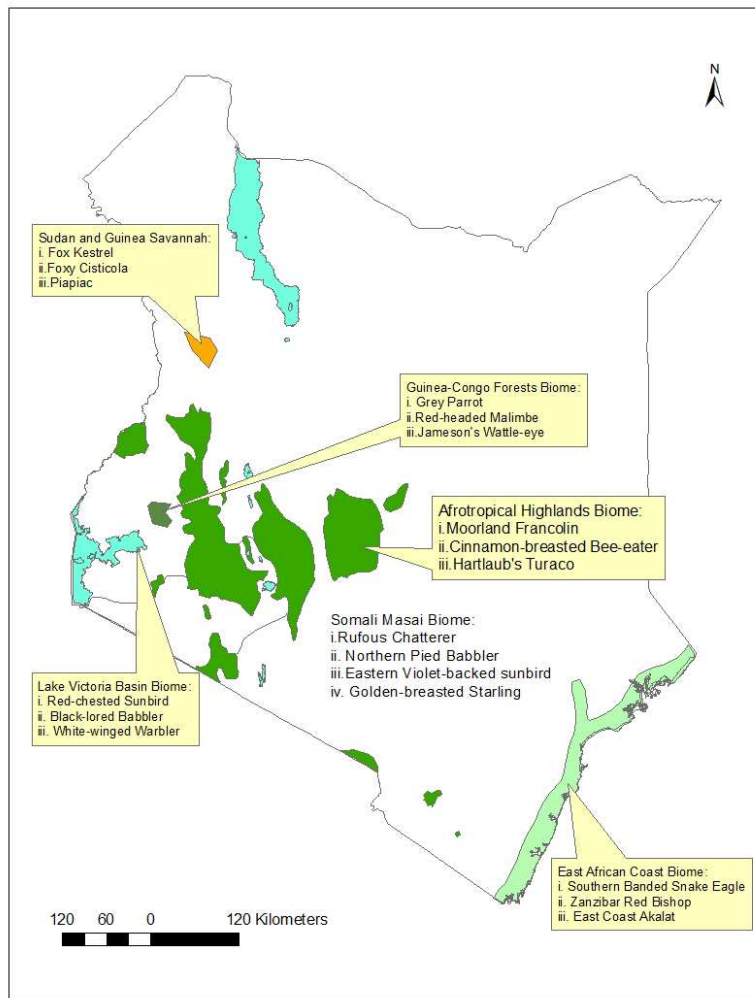 N
Sudan and Guinea Savannah:
i. Fox Kestrel
ii.Foxy Cisticola
iii.Piapiac
Guinea-Congo Forests Biome:
i. Grey Parrot
ii.Red-headed Malimbe
iii.Jameson's Wattle-eye
Afrotropical Highlands Biome:
i.Moorland Francolin
ii.Cinnamon-breasted Bee-eater
iii.Hartlaub's Turaco
Somali Masai Biome:
i.Rufous Chatterer
ii. Northern Pied Babbler
iii.Eastern Violet-backed sunbird
iv. Golden-breasted Starling
Lake Victoria Basin Biome:
i. Red-chested Sunbird
ii. Black-lored Babbler
iii. White-winged Warbler
East African Coast Biome:
i. Southern Banded Snake Eagle
ii. Zanzibar Red Bishop
iii. East Coast Akalat
120 60 0 120 Kilometers